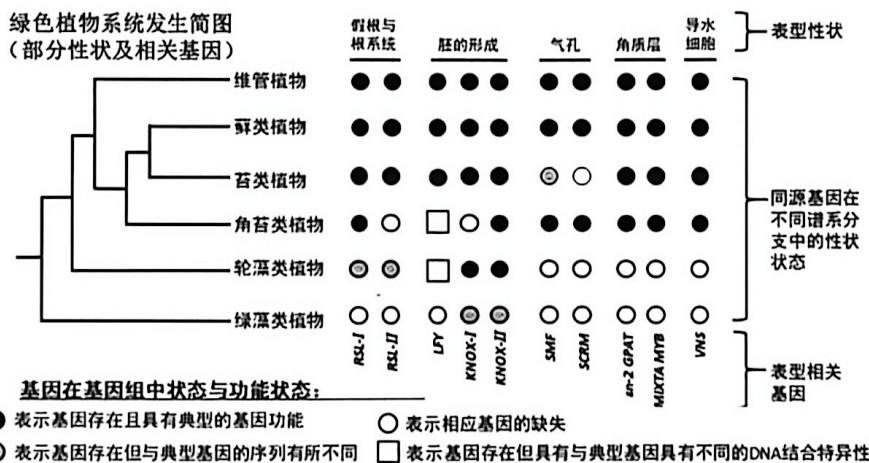 绿色植物系统发生简图
（部分性状及相关基因）
假根与
根系统
胚的形成
气孔
角质层
导水
细胞
表型性状
维管植物
藓类植物
苔类植物
角苔类植物
轮藻类植物
绿藻类植物
同源基因在
不同谱系分
支中的性状
状态
RSL-I
RSL-II
LFY
KNOX-I
KNOX-II
SMF
SCRM
sn-2 GPAT
MIXTA MYB
VNS
表型相关
基因
基因在基因组中状态与功能状态：
表示基因存在且具有典型的基因功能
表示相应基因的缺失
表示基因存在但与典型基因的序列有所不同
表示基因存在但具有与典型基因具有不同的DNA结合特异性